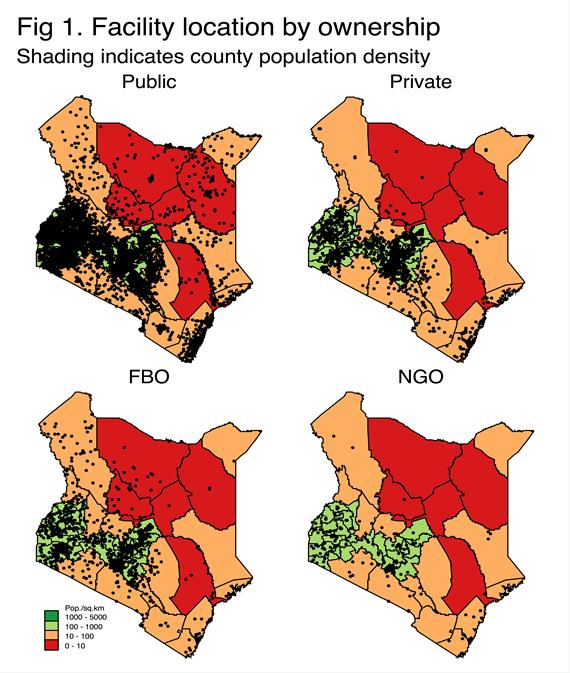 Fig 1. Facility location by ownership
Shading indicates county population density
Public
Private
FBO
NGO
Pop./sq.km
1000 - 5000
100 - 1000
10 - 100
0 - 10